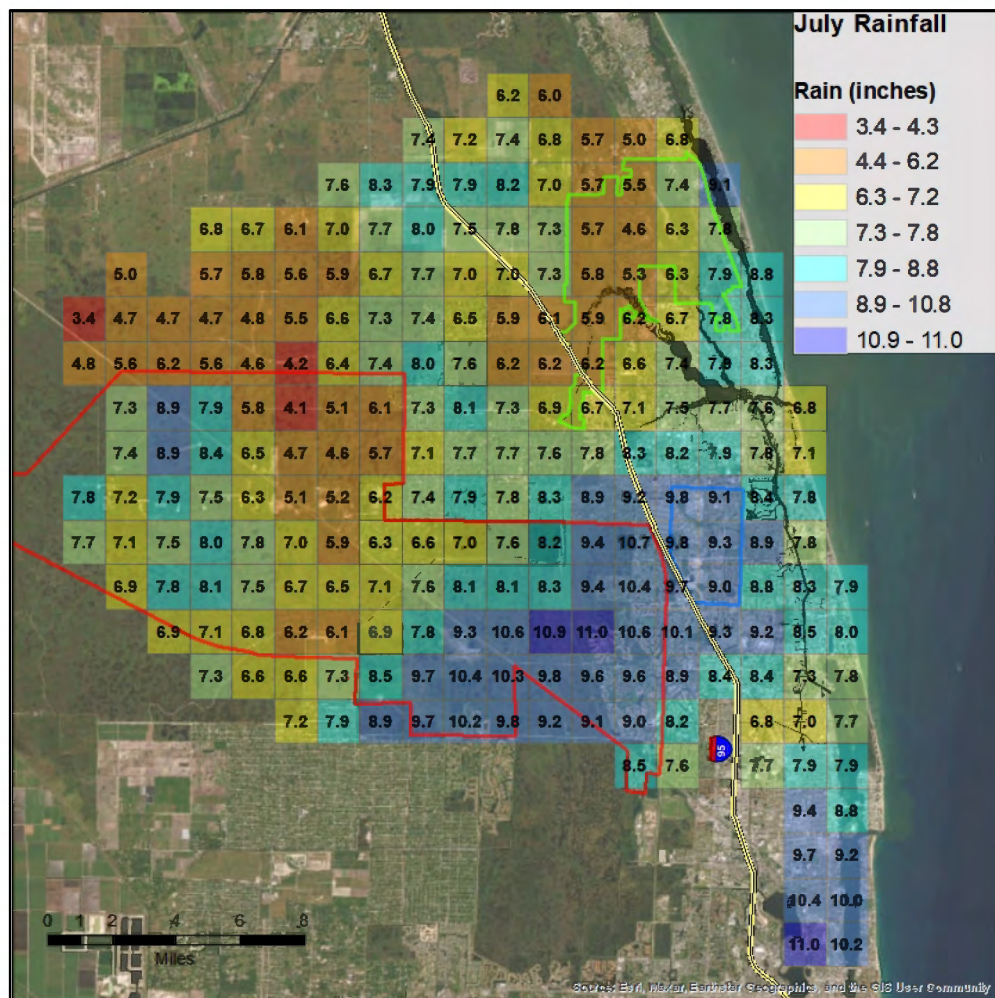 July Rainfall
Rain (inches)
3.4 - 4.3
4.4 - 6.2
6.3 - 7.2
7.3 - 7.8
7.9 - 8.8
8.9 - 10.8
10.9 - 11.0
6.2 6.0
7.4 7.2 7.4 6.8 5.7 5.0 6.8
7.6 8.3 7.9 7.9 8.2 7.0 5.7 5.5 7.4 9.1
6.8 6.7 6.1 7.0 7.7 8.0 7.5 7.8 7.3 5.7 4.6 6.3 7.8
5.0 5.7 5.8 5.6 5.9 6.7 7.7 7.0 7.0 7.3 5.8 5.3 6.3 7.9 8.8
3.4 4.7 4.7 4.7 4.8 5.5 6.6 7.3 7.4 6.5 5.9 5.9 6.2 6.7 7.8 8.3
4.8 5.6 6.2 5.6 4.6 4.2 6.4 7.4 8.0 7.6 6.2 6.2 6.2 6.6 7.4 7.9 8.3
7.3 8.9 7.9 5.8 4.1 5.1 6.1 7.3 8.1 7.3 6.9 6.7 7.1 7.5 7.7 7.6 6.8
7.4 8.9 8.4 6.5 4.7 4.6 5.7 7.1 7.7 7.7 7.6 7.8 8.3 8.2 7.9 7.8 7.1
7.8 7.2 7.9 7.5 6.3 5.1 5.2 6.2 7.4 7.9 7.8 8.3 8.9 9.2 9.8 9.1 8.4 7.8
7.7 7.1 7.5 8.0 7.8 7.0 5.9 6.3 6.6 7.0 7.6 8.2 9.4 10.7 9.8 9.3 8.9 7.8
6.9 7.8 8.1 7.5 6.7 6.5 7.1 7.6 8.1 8.1 8.3 9.4 10.4 9.7 9.0 8.8 8.3 7.9
6.9 7.1 6.8 6.2 6.1 6.9 7.8 9.3 10.6 10.9 11.0 10.6 10.1 9.3 9.2 8.5 8.0
7.3 6.6 6.6 7.3 8.5 9.7 10.4 10.3 9.8 9.6 9.6 8.9 8.4 8.4 7.3 7.8
7.2 7.9 8.9 9.7 10.2 9.8 9.2 9.1 9.0 8.2 6.8 7.0 7.7
95
8.5 7.6 7.7 7.9 7.9
9.4 8.8
9.7 9.2
10.4 10.0
11.0 10.2
0 1 2 4 6 8
Miles
Source: Esri, Maxar, Earthstar Geographics, and the GIS User Community